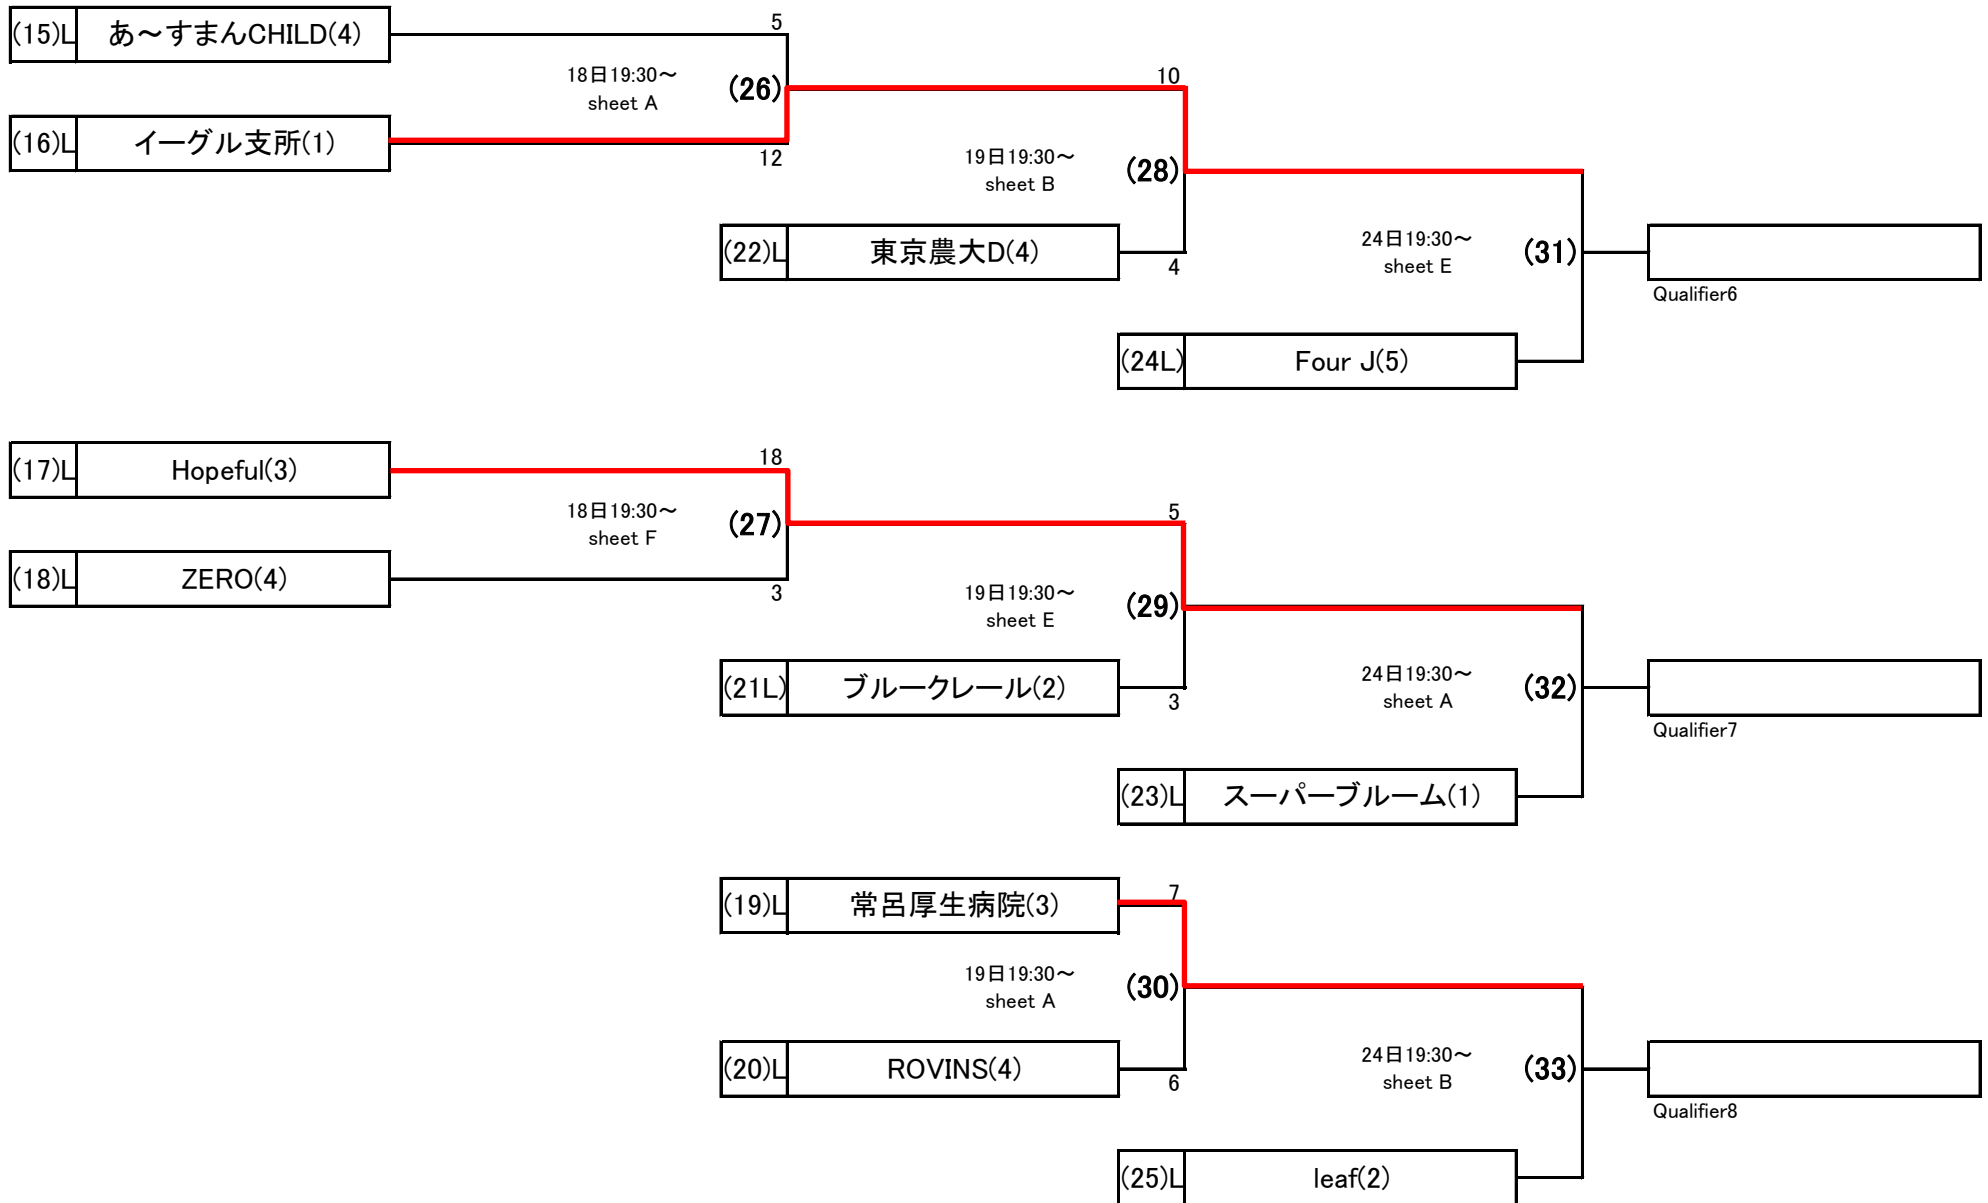 (15)L あ～すまんCHILD(4)
5
18日19:30～
sheet A
(26)
10
(16)L イーグル支所(1)
12
19日19:30～
sheet B
(28)
(22)L 東京農大D(4)
4
24日19:30～
sheet E
(31)
Qualifier6
(24L) Four J(5)
(17)L Hopeful(3)
18
18日19:30～
sheet F
(27)
5
(18)L ZERO(4)
3
19日19:30～
sheet E
(29)
(21L) ブルークレール(2)
3
24日19:30～
sheet A
(32)
Qualifier7
(23)L スーパーブルーム(1)
(19)L 常呂厚生病院(3)
7
19日19:30～
sheet A
(30)
(20)L ROVINS(4)
6
24日19:30～
sheet B
(33)
Qualifier8
(25)L leaf(2)